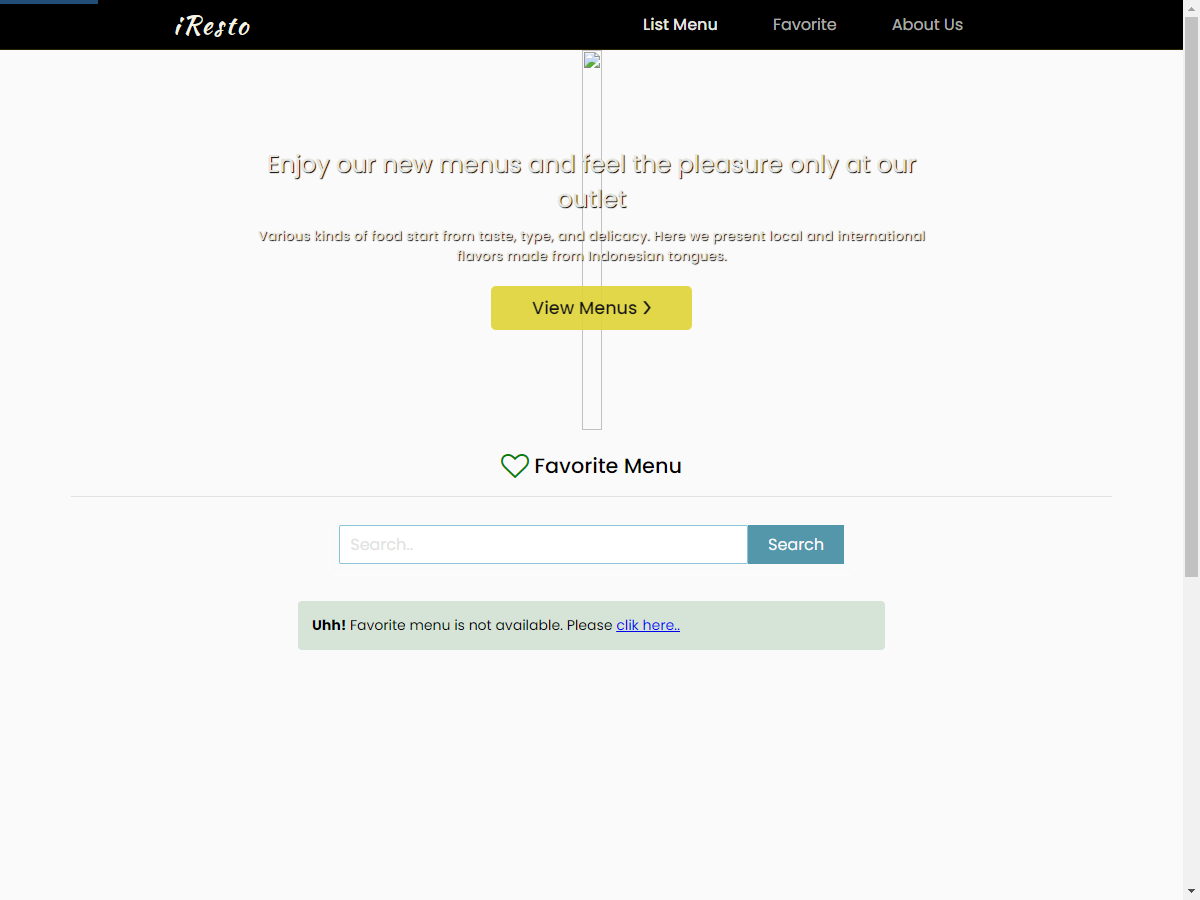 iResto
List Menu
Favorite
About Us
Enjoy our new menus and feel the pleasure only at our
outlet
Various kinds of food start from taste, type, and delicacy. Here we present local and international
flavors made from Indonesian tongues.
View Menus
Favorite Menu
Search..
Search
Uhh! Favorite menu is not available. Please clik here..